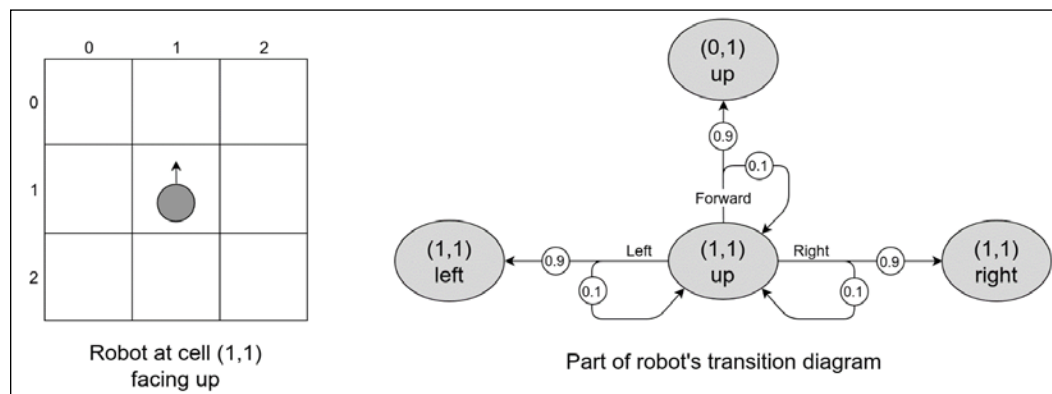 0 1 2
0
1
2
Robot at cell (1,1)
facing up
(0,1)
up
0.9
0.1
Forward
(1,1)
left
0.9
Left
0.1
(1,1)
up
Right
0.9
0.1
(1,1)
right
Part of robot's transition diagram